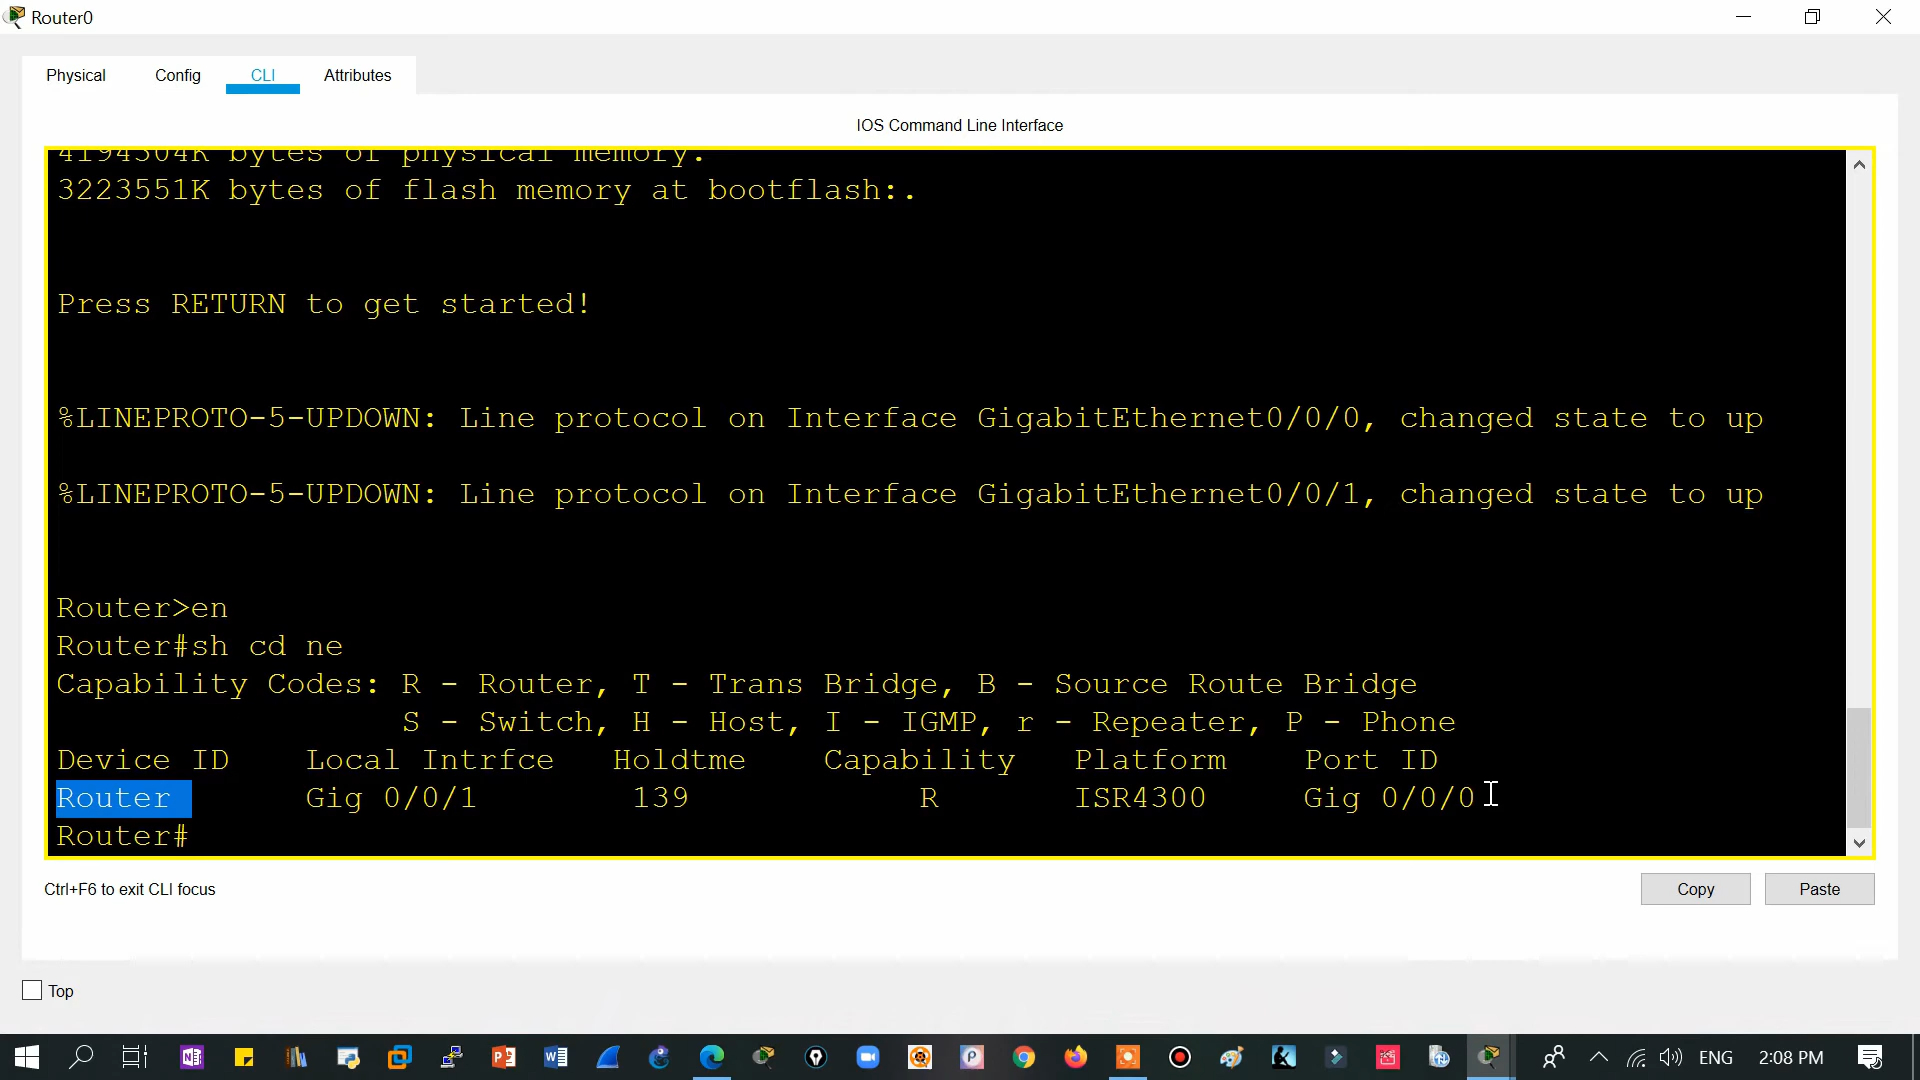 Router0
Physical Config CLI Attributes
IOS Command Line Interface
4194304K bytes of physical memory.
3223551K bytes of flash memory at bootflash:.
Press RETURN to get started!
%LINEPROTO-5-UPDOWN: Line protocol on Interface GigabitEthernet0/0/0, changed state to up
%LINEPROTO-5-UPDOWN: Line protocol on Interface GigabitEthernet0/0/1, changed state to up
Router>en
Router#sh cd ne
Capability Codes: R - Router, T - Trans Bridge, B - Source Route Bridge
S - Switch, H - Host, I - IGMP, r - Repeater, P - Phone
Device ID Local Intrfce Holdtme Capability Platform Port ID
Router Gig 0/0/1 139 R ISR4300 Gig 0/0/0
Router#
Ctrl+F6 to exit CLI focus
Copy Paste
Top
ENG 2:08 PM